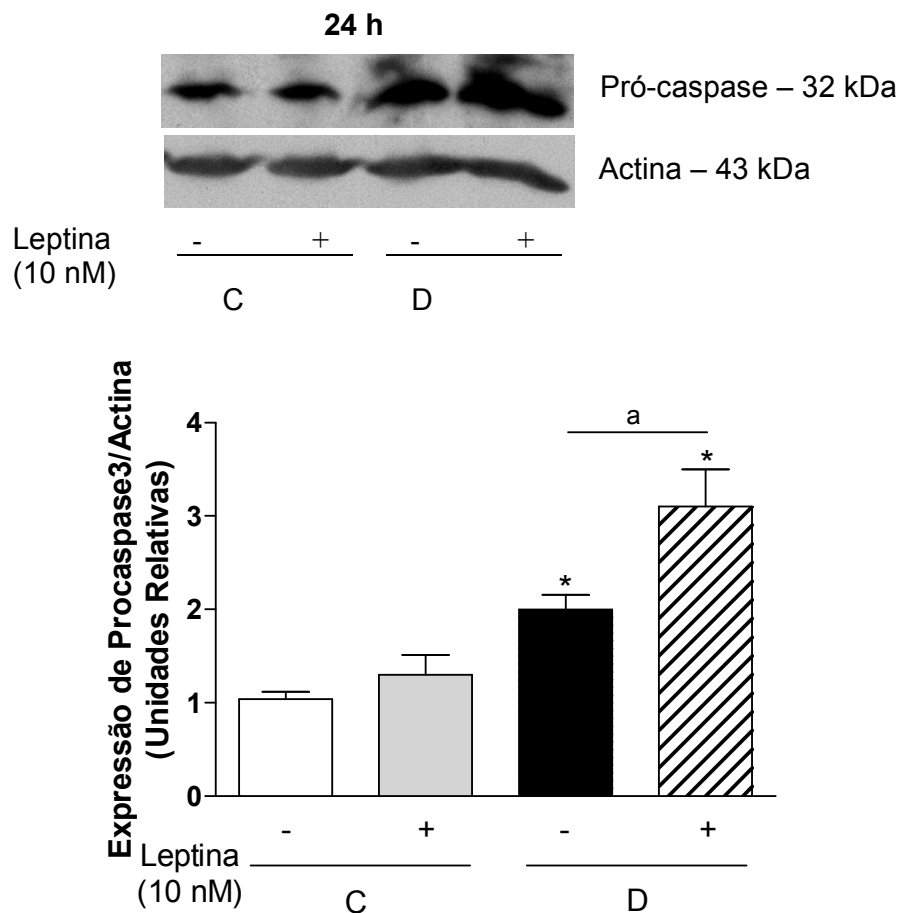 24 h
Pró-caspase – 32 kDa
Actina – 43 kDa
Leptina
(10 nM)
- + - +
C D
Expressão de Procaspase3/Actina
(Unidades Relativas)
4
3
2
1
0
a
*
*
- + - +
Leptina
(10 nM)
C D